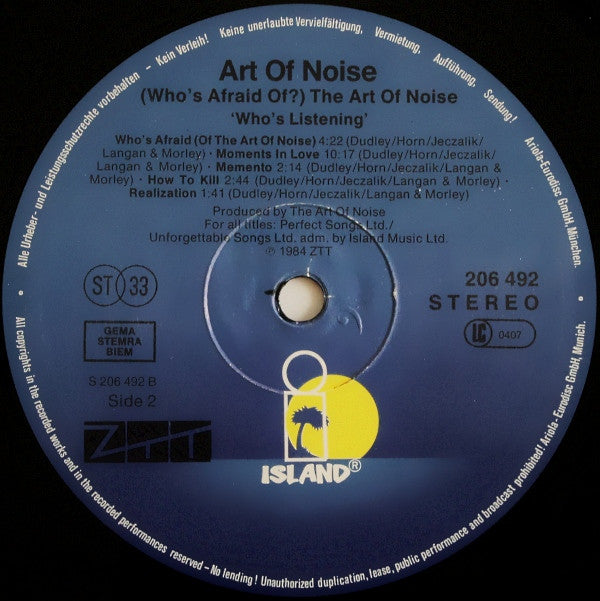 Alle Urheber- und Leistungsschutzrechte vorbehalten - Kein Verleih! Keine unerlaubte Vervielfältigung, Vermietung, Aufführung, Sendung! Ariola-Eurodisc GmbH, München.
Art Of Noise
(Who's Afraid Of?) The Art Of Noise
'Who's Listening'
Who's Afraid (Of The Art Of Noise) 4:22 (Dudley/Horn/Jeczalik/
Langan & Morley) · Moments In Love 10:17 (Dudley/Horn/Jeczalik/
Langan & Morley) · Memento 2:14 (Dudley/Horn/Jeczalik/Langan &
Morley) · How To Kill 2:44 (Dudley/Horn/Jeczalik/Langan & Morley) ·
Realization 1:41 (Dudley/Horn/Jeczalik/Langan & Morley)
Produced by The Art Of Noise
For all titles: Perfect Songs Ltd./
Unforgettable Songs Ltd. adm. by Island Music Ltd.
℗ 1984 ZTT
ST 33
206 492
STEREO
GEMA
STEMRA
BIEM
LC 0407
S 206 492 B
Side 2
ZTT
ISLAND®
All copyrights in the recorded works and in the recorded performances reserved - No lending! Unauthorized duplication, lease, public performance and broadcast prohibited! Ariola-Eurodisc GmbH, Munich.